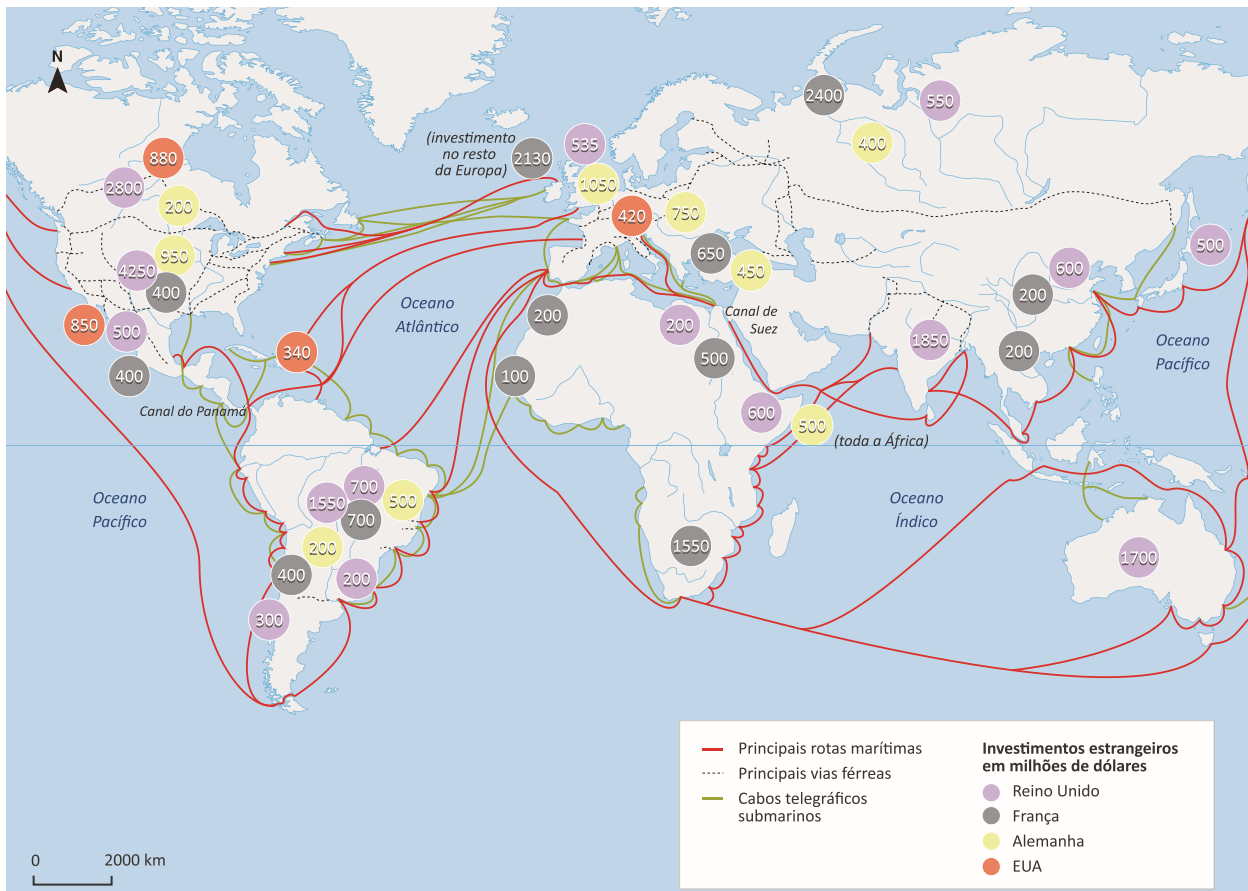 N
2400
550
(investimento
no resto
da Europa)
2130
535
400
880
2800
200
1050
420
750
950
4250
400
650
450
500
600
200
850
500
400
Oceano
Atlântico
340
200
200
Canal de
Suez
1850
Oceano
Pacífico
200
500
100
Canal do Panamá
600
500
(toda a África)
Oceano
Pacífico
700
1550
500
700
Oceano
Índico
200
1550
1700
400
200
300
Principais rotas marítimas
Principais vias férreas
Cabos telegráficos
submarinos
Investimentos estrangeiros
em milhões de dólares
Reino Unido
França
Alemanha
EUA
0
2000 km